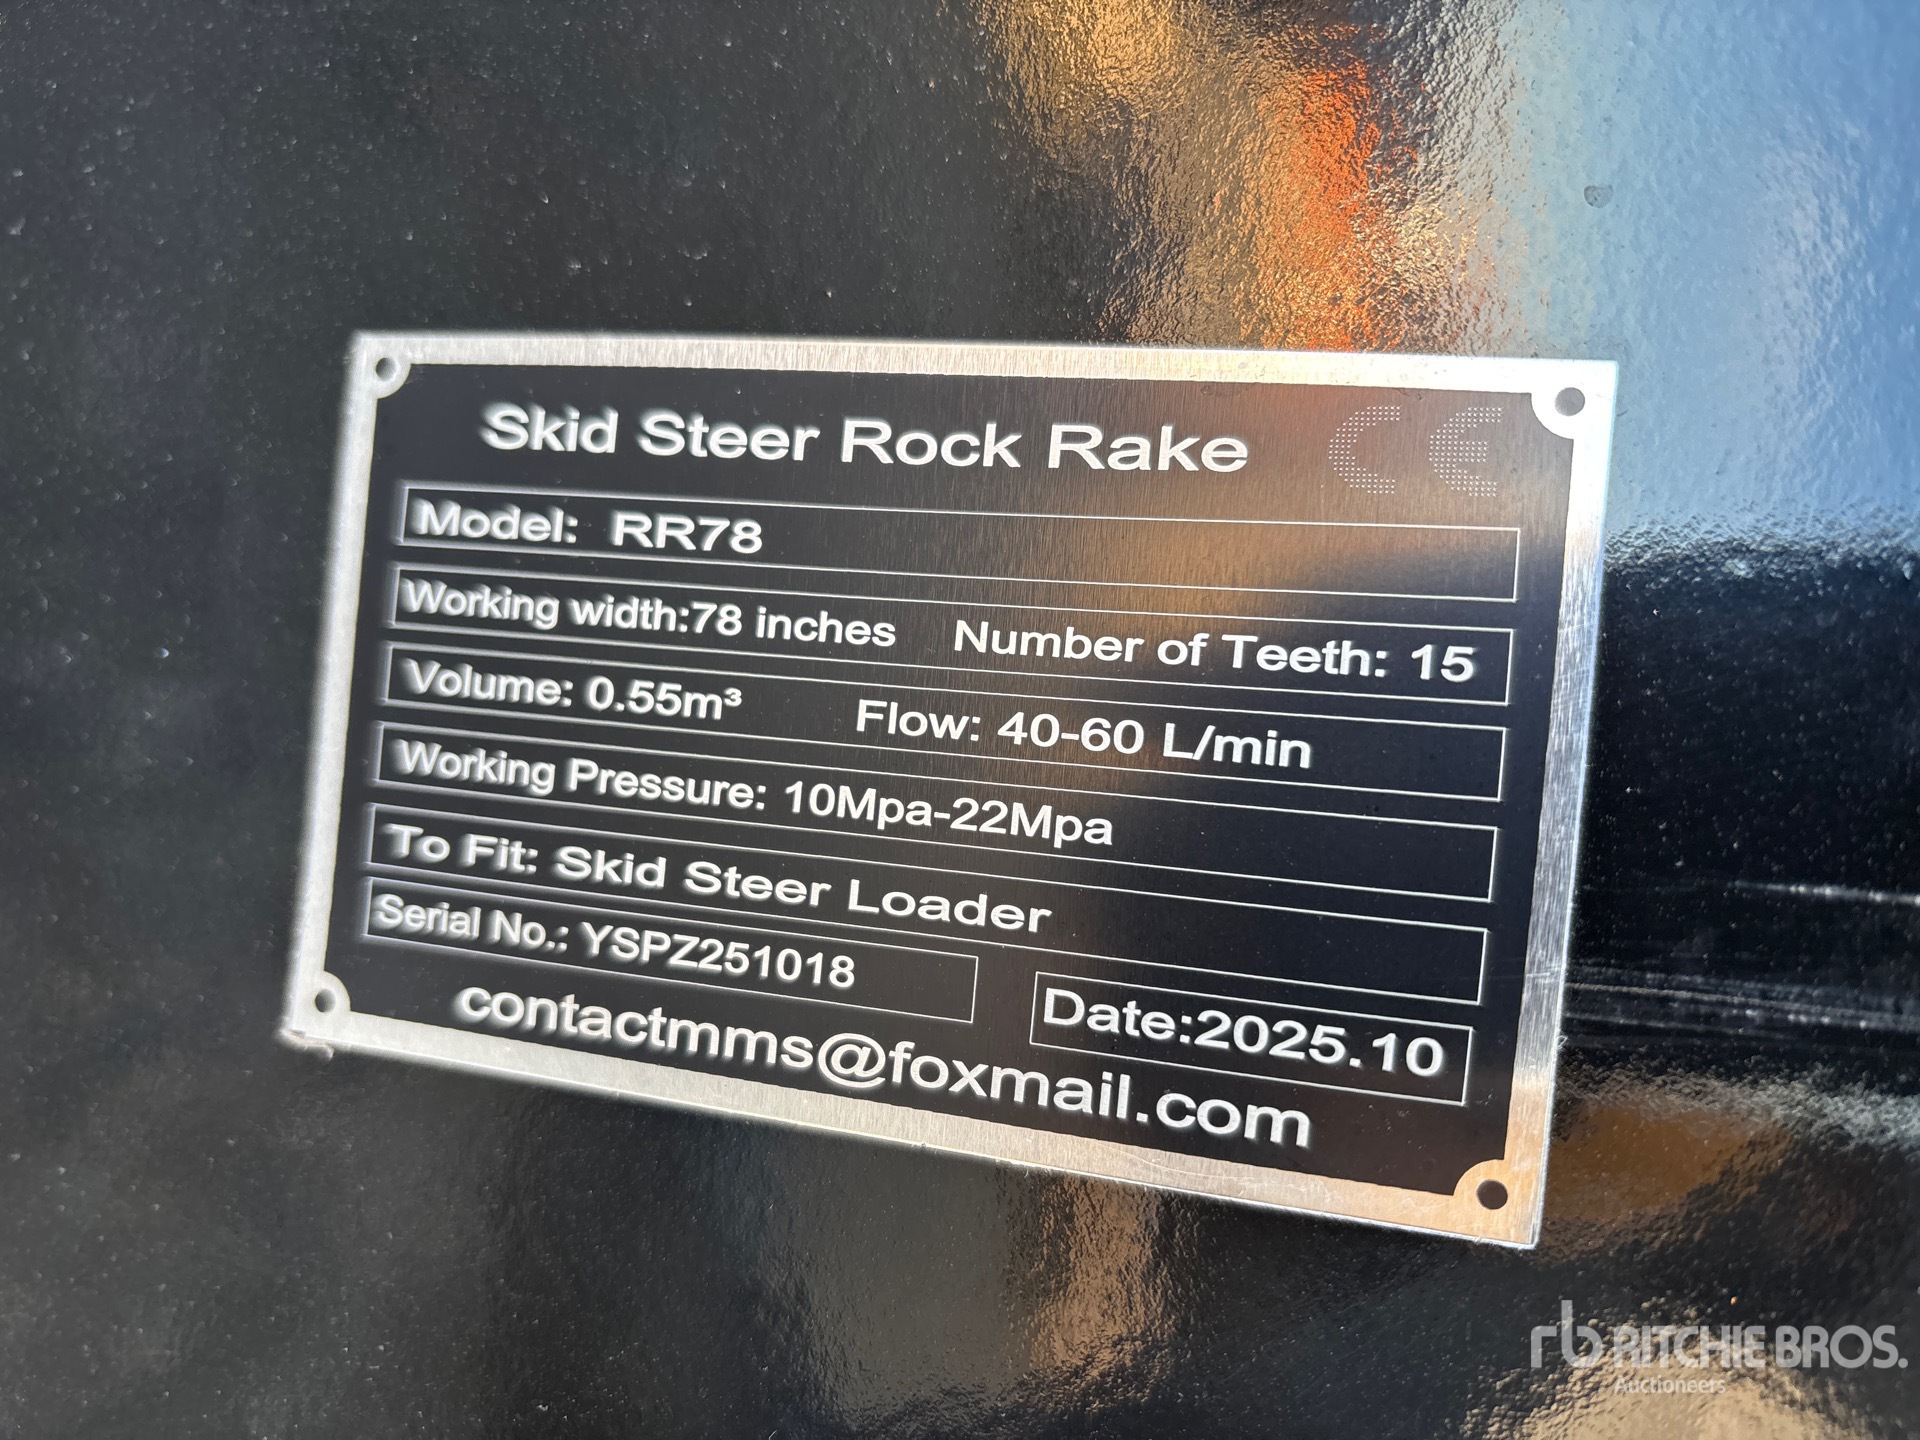 Skid Steer Rock Rake CE
Model: RR78
Working width:78 inches Number of Teeth: 15
Volume: 0.55m³ Flow: 40-60 L/min
Working Pressure: 10Mpa-22Mpa
To Fit: Skid Steer Loader
Serial No.: YSPZ251018 Date:2025.10
contactmms@foxmail.com
rb RITCHIE BROS.
Auctioneers